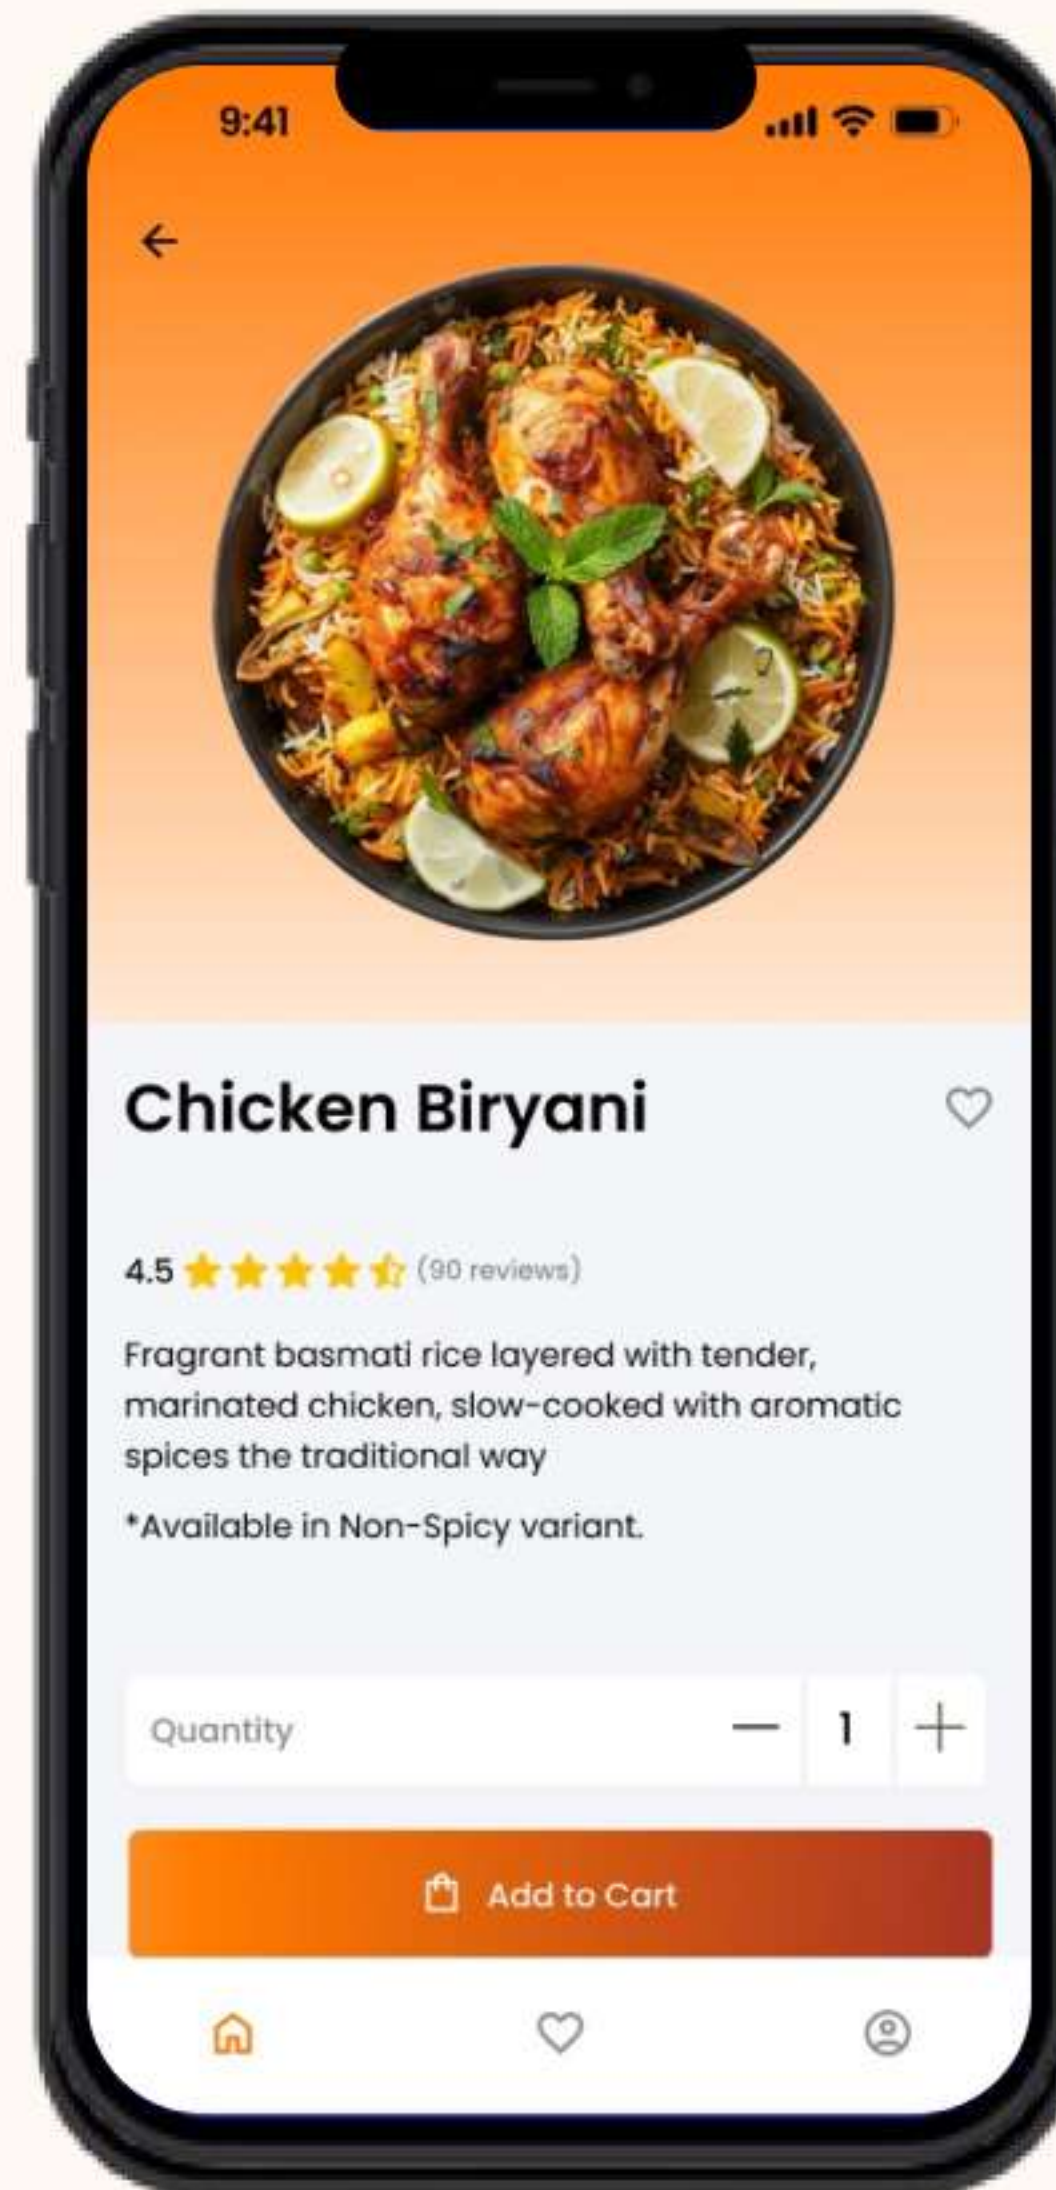 9:41
Chicken Biryani
4.5 (90 reviews)
Fragrant basmati rice layered with tender,
marinated chicken, slow-cooked with aromatic
spices the traditional way
*Available in Non-Spicy variant.
Quantity 1
Add to Cart